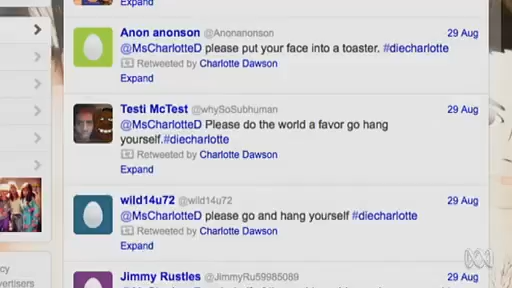 Expand
Anon anonson @Anonanonson 29 Aug
@MsCharlotteD please put your face into a toaster. #diecharlotte
Retweeted by Charlotte Dawson
Expand
Testi McTest @whySoSubhuman 29 Aug
@MsCharlotteD Please do the world a favor go hang
yourself.#diecharlotte
Retweeted by Charlotte Dawson
Expand
wild14u72 @wild14u72 29 Aug
@MsCharlotteD please go and hang yourself #diecharlotte
Retweeted by Charlotte Dawson
Expand
cy
Jimmy Rustles @JimmyRu59985089 29 Aug
vertisers